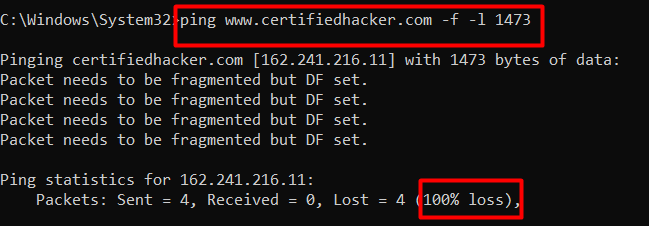 C:\Windows\System32>ping www.certifiedhacker.com -f -l 1473
Pinging certifiedhacker.com [162.241.216.11] with 1473 bytes of data:
Packet needs to be fragmented but DF set.
Packet needs to be fragmented but DF set.
Packet needs to be fragmented but DF set.
Packet needs to be fragmented but DF set.
Ping statistics for 162.241.216.11:
Packets: Sent = 4, Received = 0, Lost = 4 (100% loss),